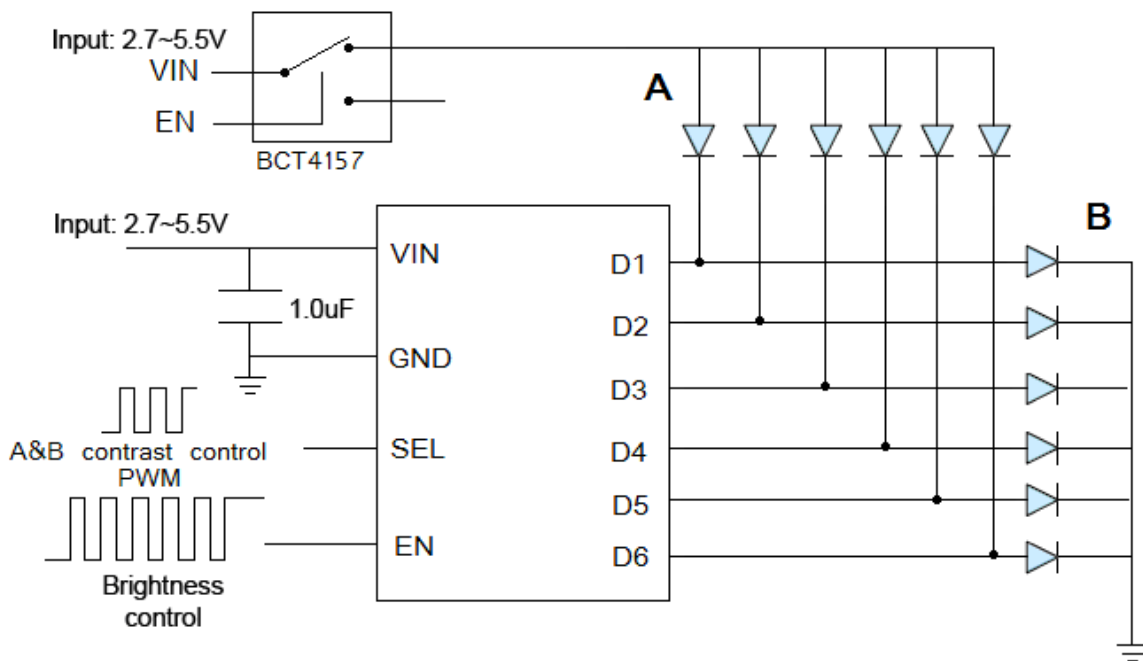 Input: 2.7~5.5V
VIN
EN
BCT4157
A
B
Input: 2.7~5.5V
1.0uF
VIN
GND
SEL
EN
D1
D2
D3
D4
D5
D6
A&B contrast control
PWM
Brightness
control